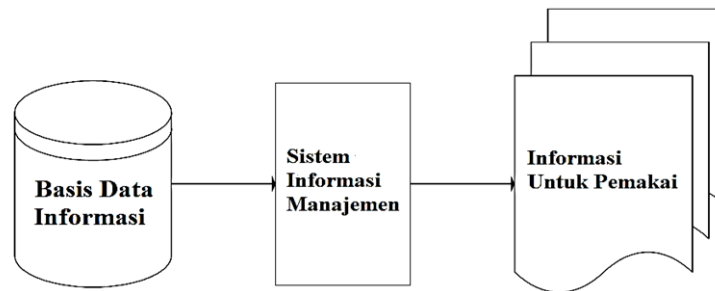 Basis Data
Informasi
Sistem
Informasi
Manajemen
Informasi
Untuk Pemakai